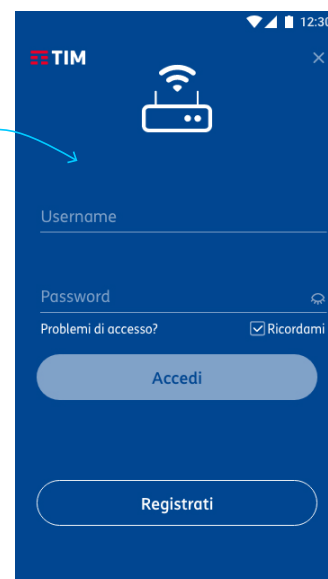 12:30
TIM
Username
Password
Problemi di accesso? Ricordami
Accedi
Registrati